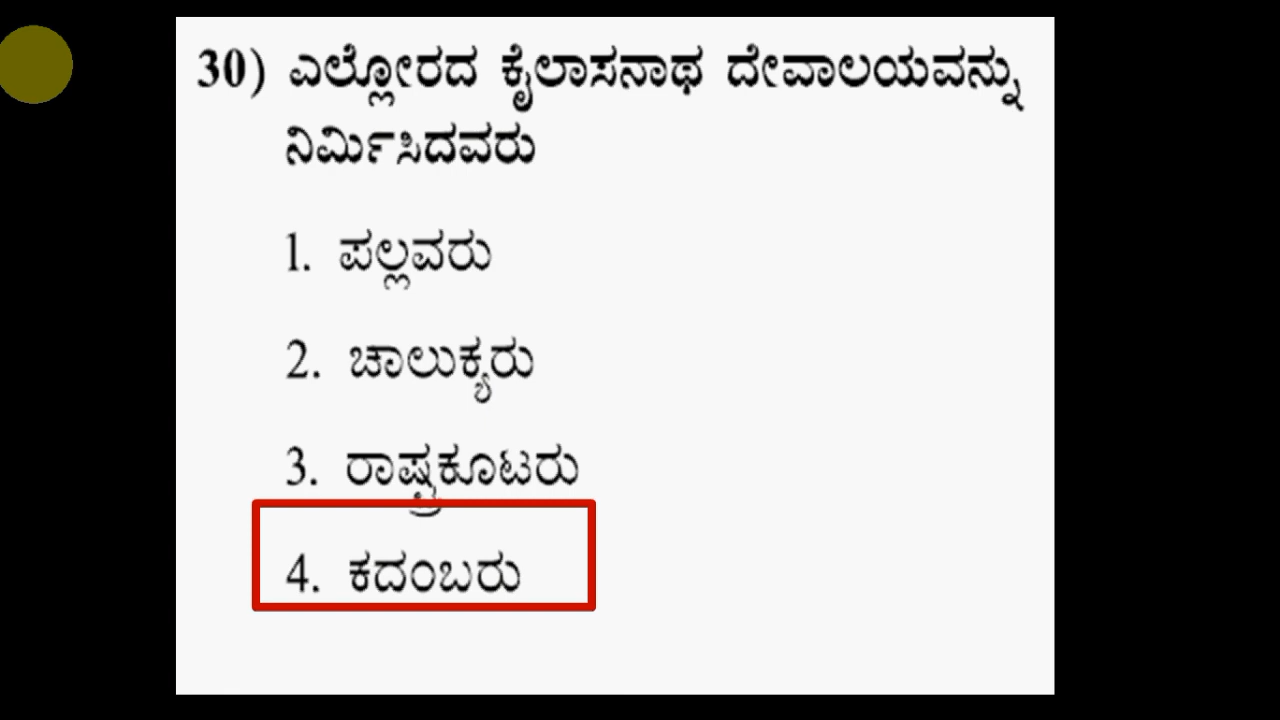 30) ಎಲ್ಲೋರದ ಕೈಲಾಸನಾಥ ದೇವಾಲಯವನ್ನು
ನಿರ್ಮಿಸಿದವರು
1. ಪಲ್ಲವರು
2. ಚಾಲುಕ್ಯರು
3. ರಾಷ್ಟ್ರಕೂಟರು
4. ಕದಂಬರು